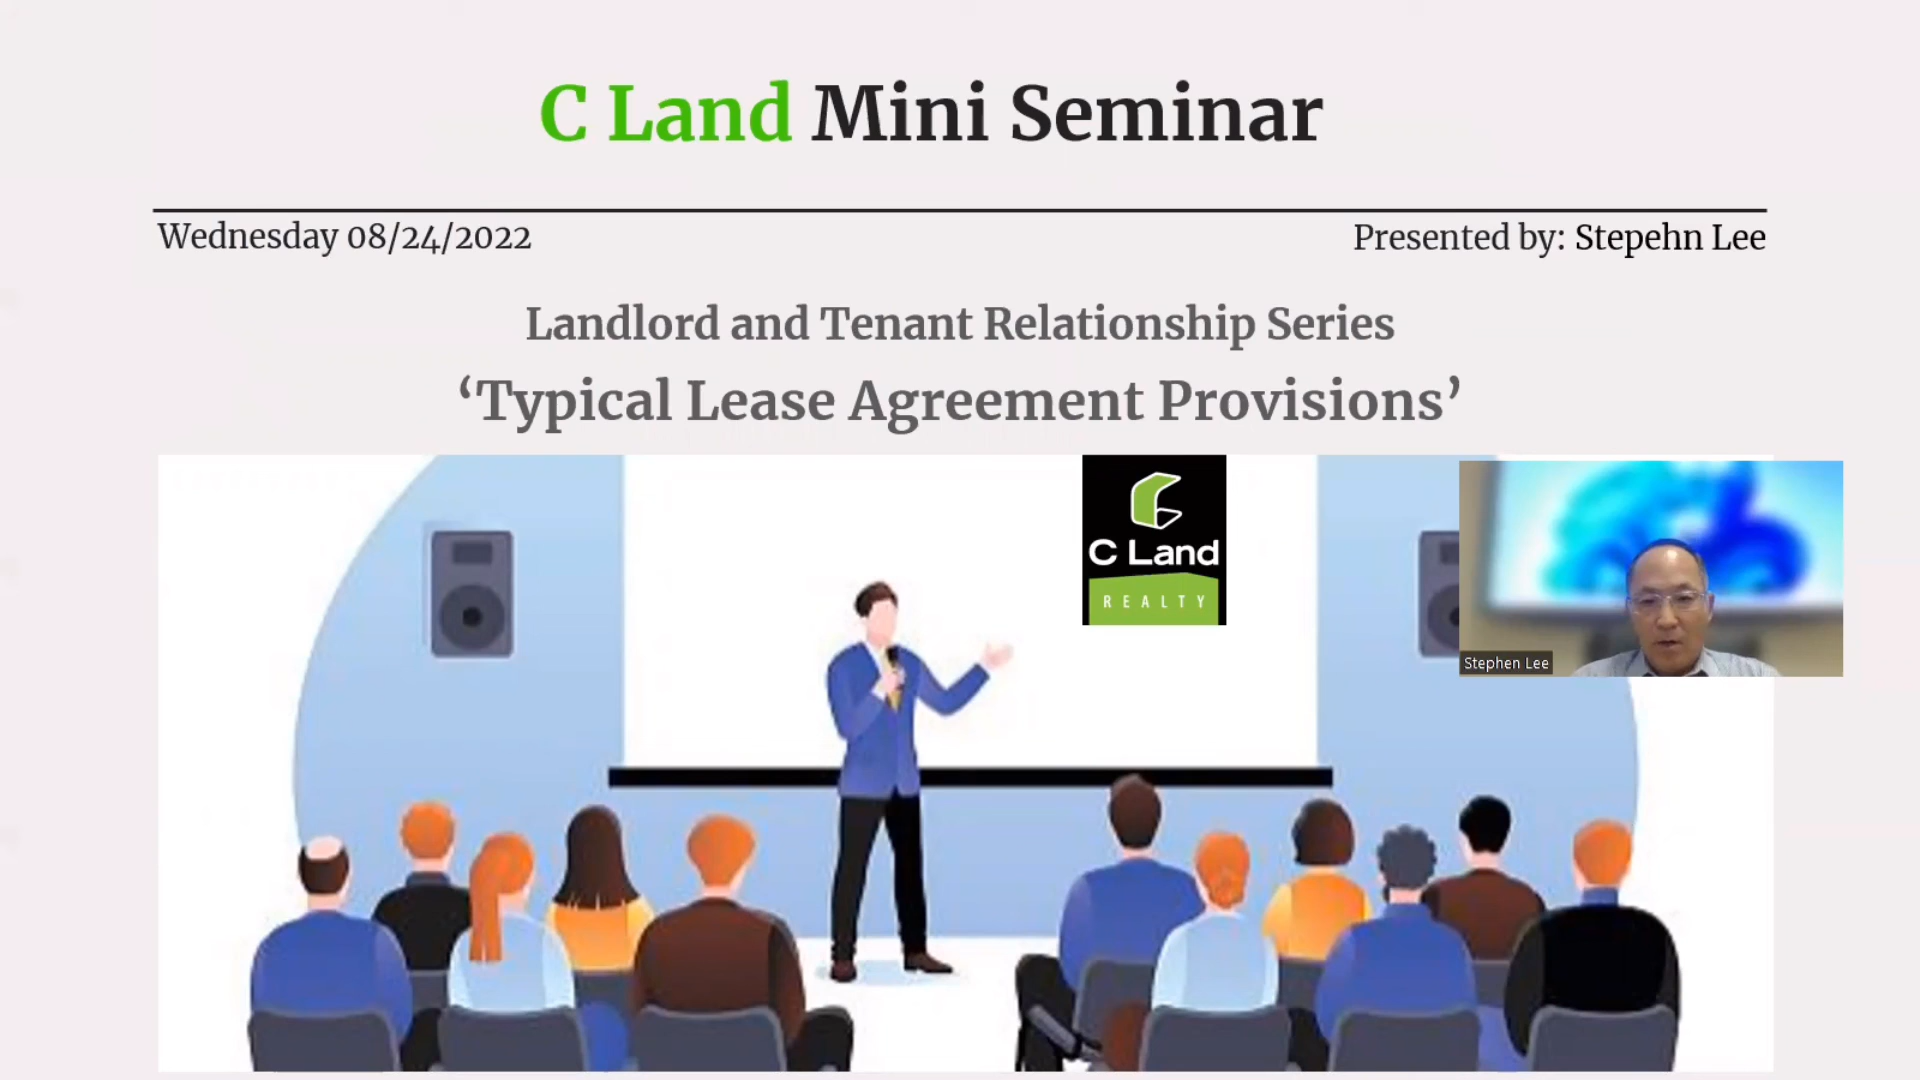 C Land Mini Seminar
Wednesday 08/24/2022
Presented by: Stepehn Lee
Landlord and Tenant Relationship Series
‘Typical Lease Agreement Provisions’
C Land
REALTY
Stephen Lee